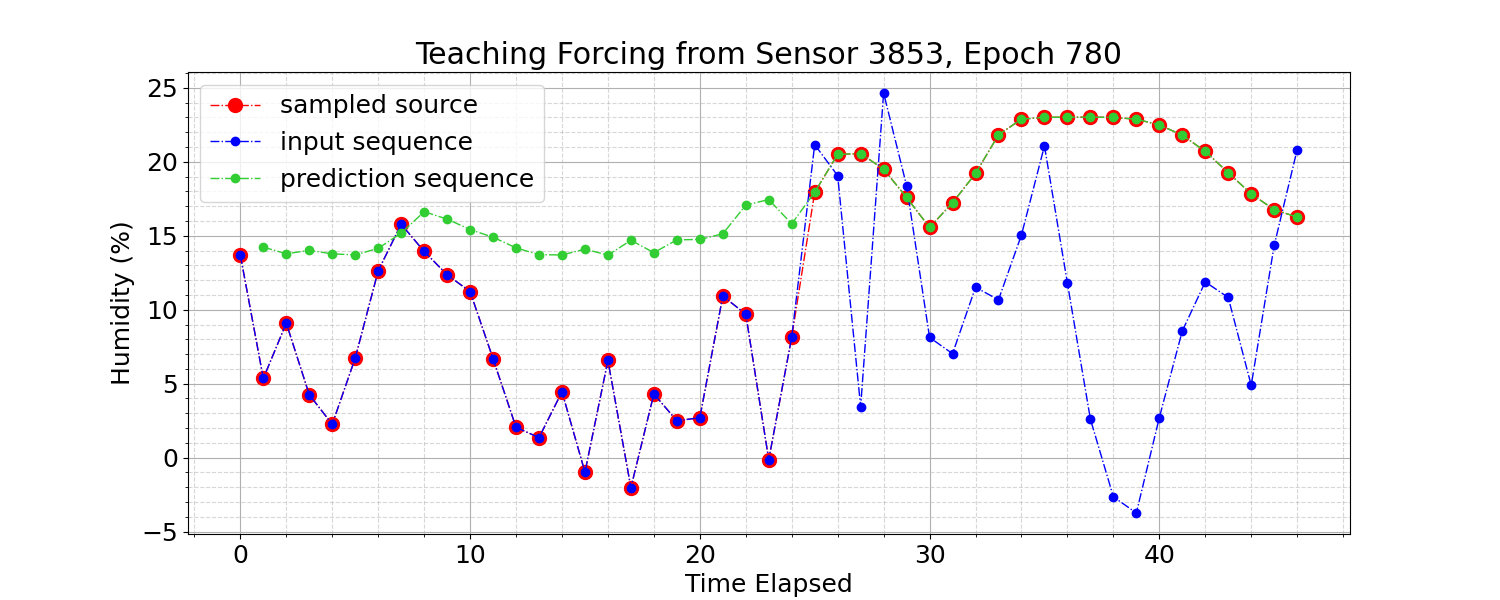 Teaching Forcing from Sensor 3853, Epoch 780
25
20
15
10
5
0
−5
Humidity (%)
sampled source
input sequence
prediction sequence
0 10 20 30 40
Time Elapsed